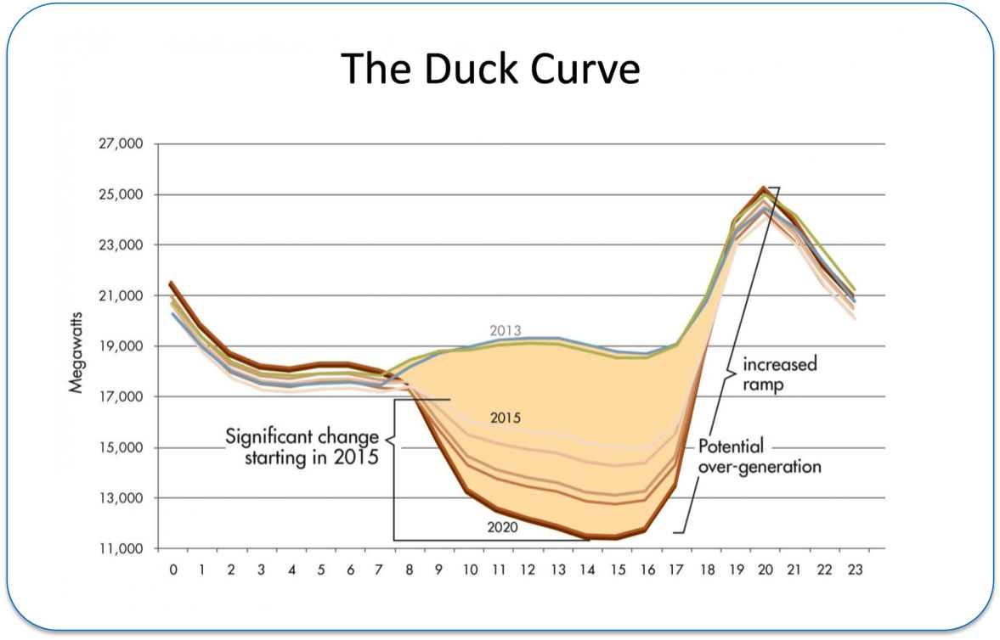 The Duck Curve
27,000
25,000
23,000
21,000
19,000
17,000
15,000
13,000
11,000
Megawatts
2013
2015
2020
Significant change
starting in 2015
increased
ramp
Potential
over-generation
0 1 2 3 4 5 6 7 8 9 10 11 12 13 14 15 16 17 18 19 20 21 22 23